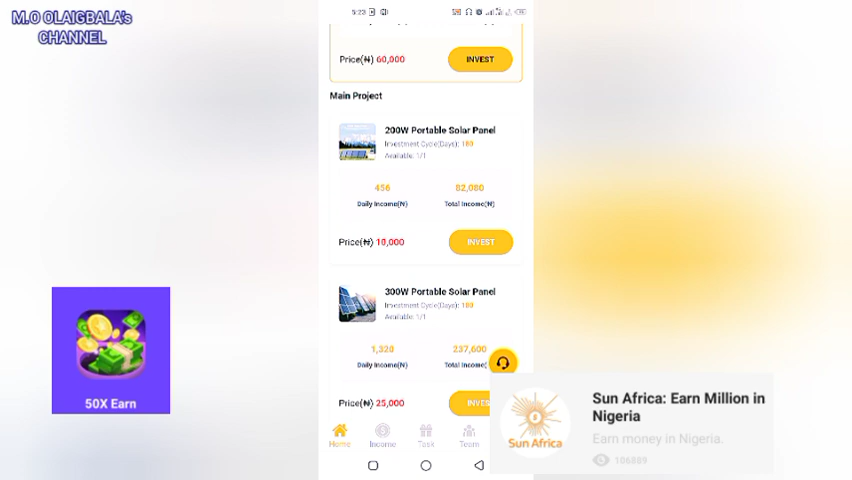 M.O OLAIGBALA's
CHANNEL
5:23
Price(₦) 60,000
INVEST
Main Project
200W Portable Solar Panel
Investment Cycle(Days): 180
Available: 1/1
456
82,080
Daily Income(₦)
Total Income(₦)
Price(₦) 10,000
INVEST
300W Portable Solar Panel
Investment Cycle(Days): 180
Available: 1/1
1,320
237,600
Daily Income(₦)
Total Income(
Price(₦) 25,000
INVES
Home
Income
Task
Team
50X Earn
Sun Africa
Sun Africa: Earn Million in
Nigeria
Earn money in Nigeria.
106889